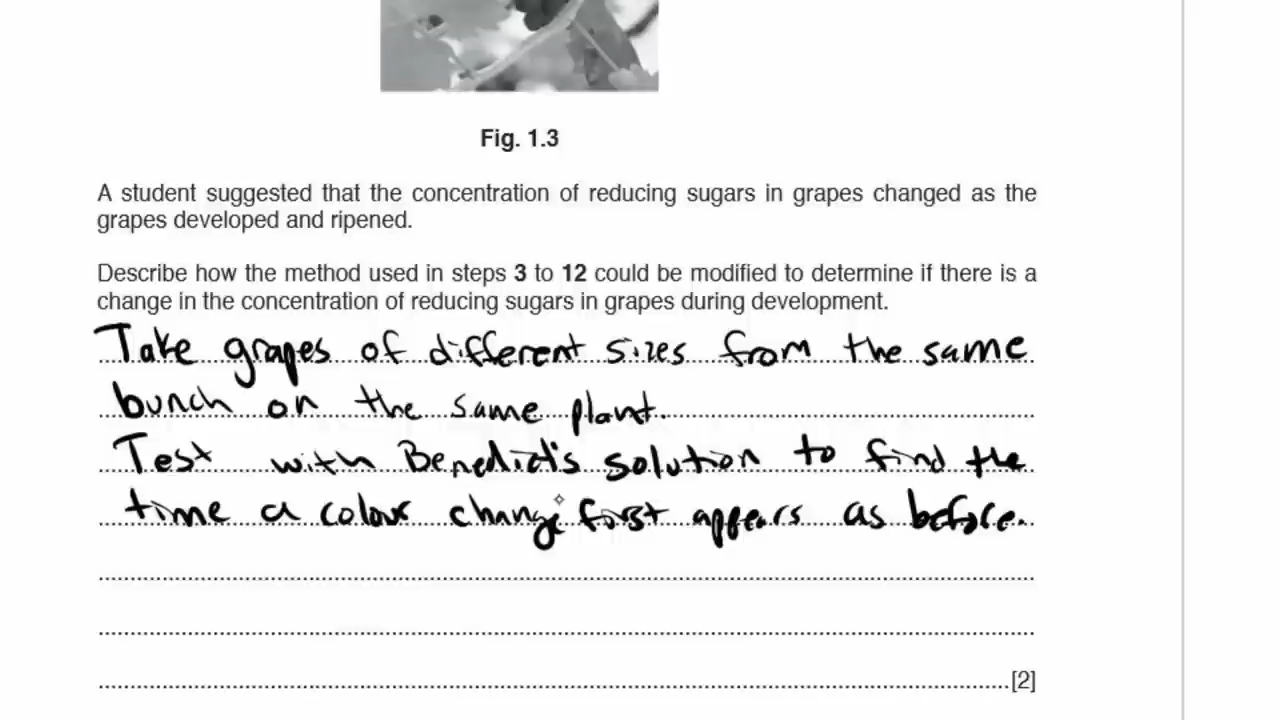 Fig. 1.3
A student suggested that the concentration of reducing sugars in grapes changed as the
grapes developed and ripened.
Describe how the method used in steps 3 to 12 could be modified to determine if there is a
change in the concentration of reducing sugars in grapes during development.
Take grapes of different sizes from the same
bunch on the same plant.
Test with Benedict's solution to find the
time a colour change first appears as before.
[2]